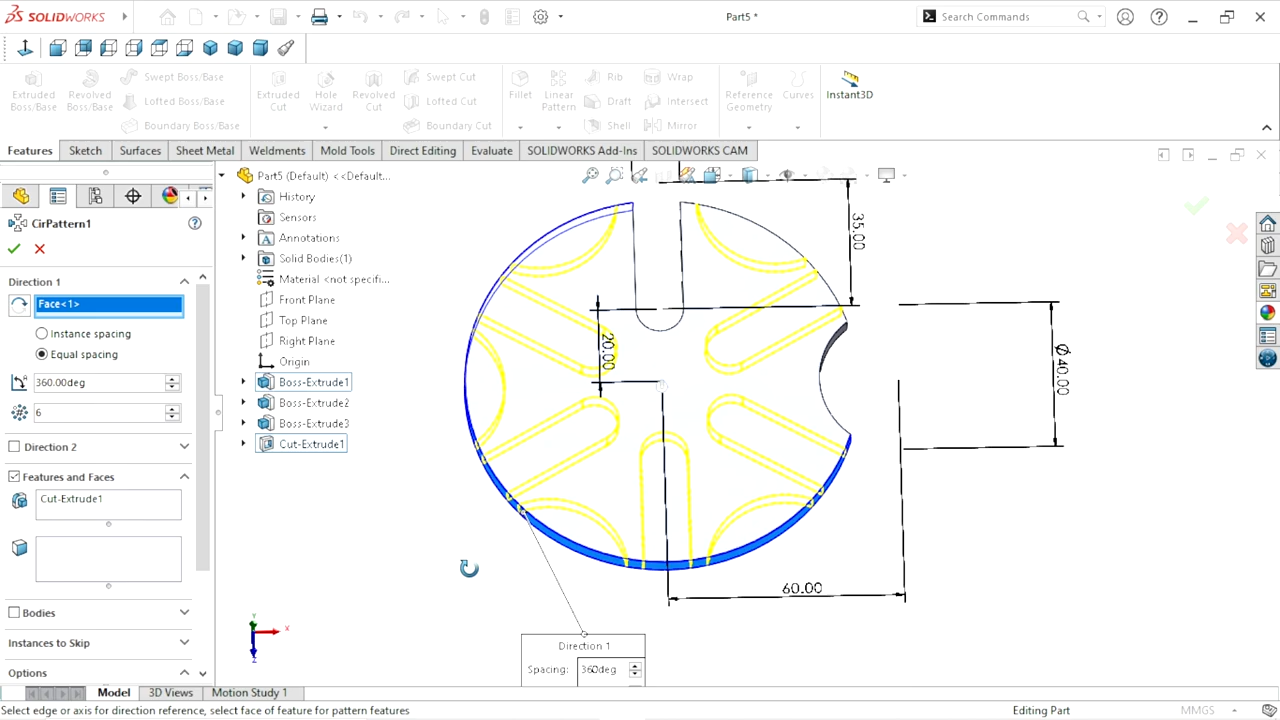 SOLIDWORKS
Part5 *
Search Commands
Extruded Boss/Base
Revolved Boss/Base
Swept Boss/Base
Lofted Boss/Base
Boundary Boss/Base
Extruded Cut
Hole Wizard
Revolved Cut
Swept Cut
Lofted Cut
Boundary Cut
Fillet
Linear Pattern
Rib
Draft
Shell
Wrap
Intersect
Mirror
Reference Geometry
Curves
Instant3D
Features
Sketch
Surfaces
Sheet Metal
Weldments
Mold Tools
Direct Editing
Evaluate
SOLIDWORKS Add-Ins
SOLIDWORKS CAM
CirPattern1
Direction 1
Face<1>
Instance spacing
Equal spacing
360.00deg
6
Direction 2
Features and Faces
Cut-Extrude1
Bodies
Instances to Skip
Options
Part5 (Default) <<Default...
History
Sensors
Annotations
Solid Bodies(1)
Material <not specifi...
Front Plane
Top Plane
Right Plane
Origin
Boss-Extrude1
Boss-Extrude2
Boss-Extrude3
Cut-Extrude1
35.00
20.00
Ø40.00
60.00
Direction 1
Spacing: 360deg
Y
X
Z
Model
3D Views
Motion Study 1
Select edge or axis for direction reference, select face of feature for pattern features
Editing Part
MMGS